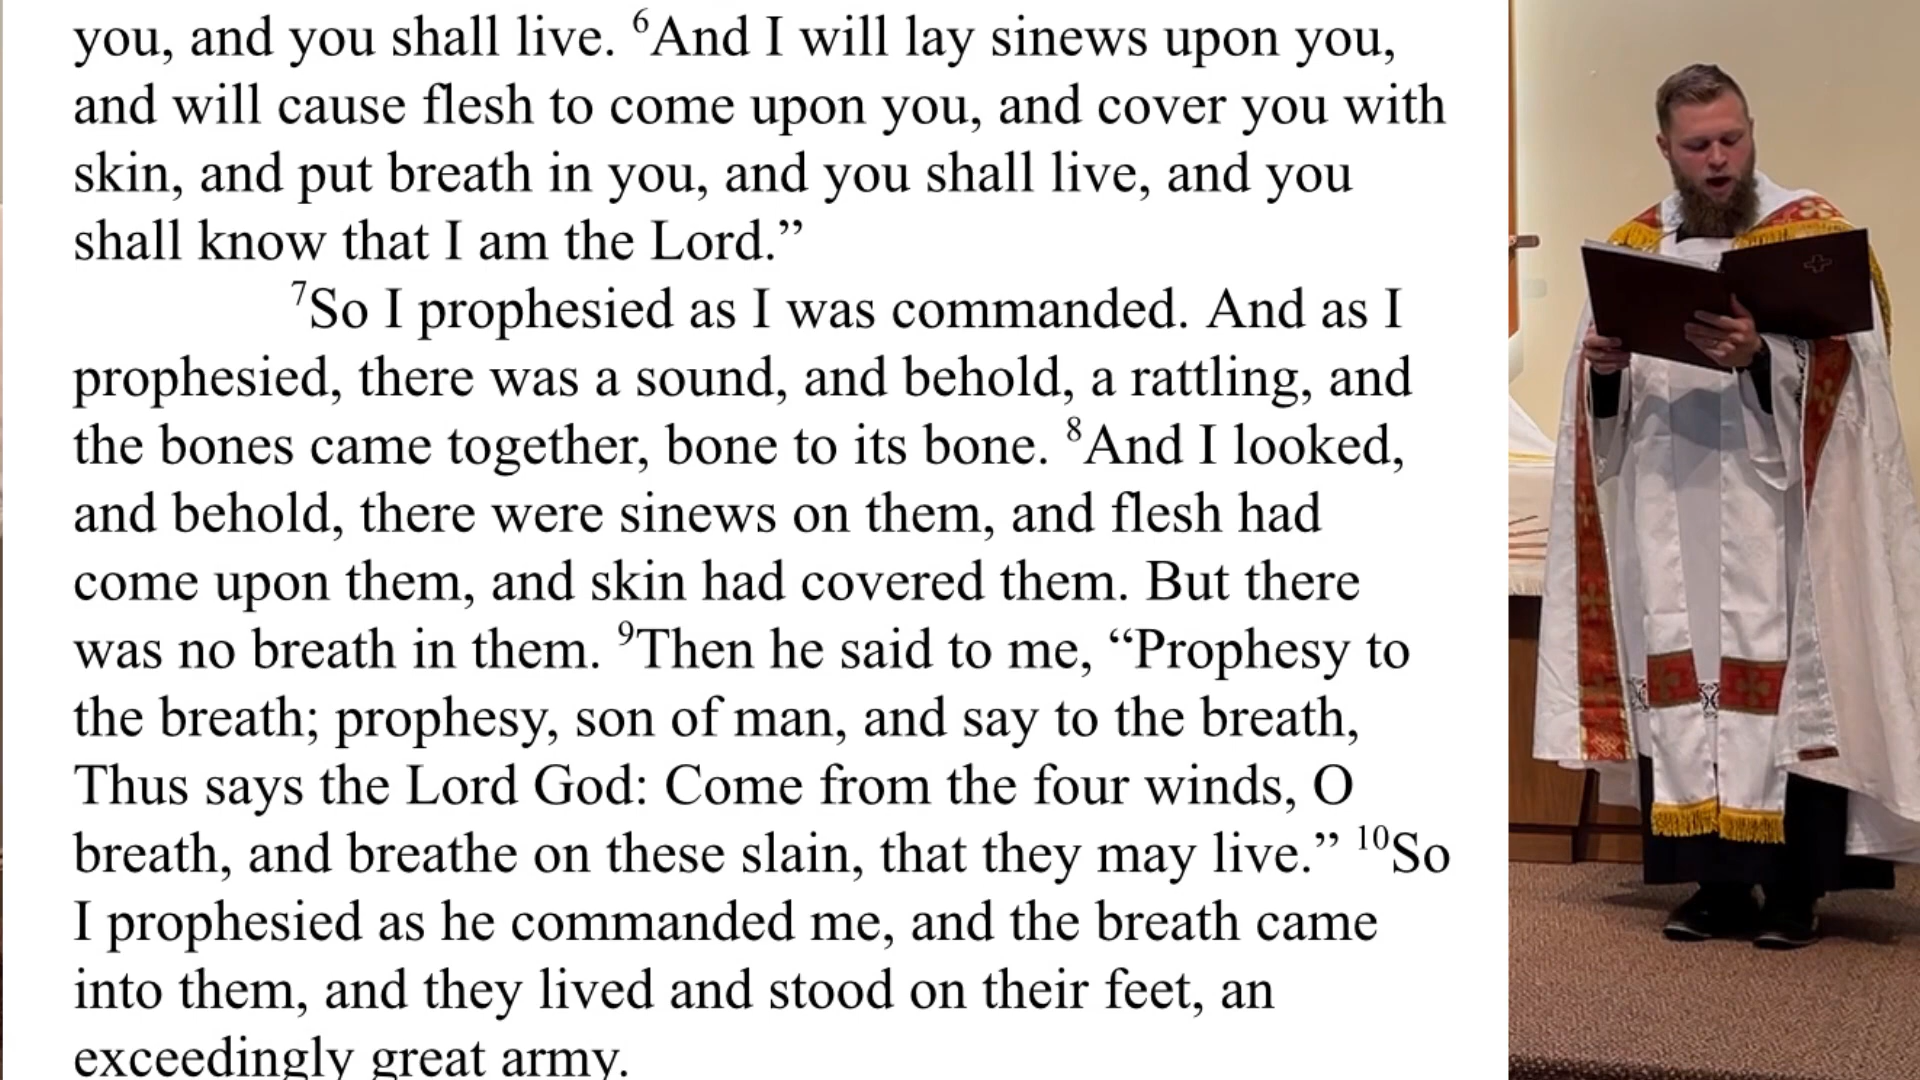 you, and you shall live. ⁶And I will lay sinews upon you,
and will cause flesh to come upon you, and cover you with
skin, and put breath in you, and you shall live, and you
shall know that I am the Lord.”
⁷So I prophesied as I was commanded. And as I
prophesied, there was a sound, and behold, a rattling, and
the bones came together, bone to its bone. ⁸And I looked,
and behold, there were sinews on them, and flesh had
come upon them, and skin had covered them. But there
was no breath in them. ⁹Then he said to me, “Prophesy to
the breath; prophesy, son of man, and say to the breath,
Thus says the Lord God: Come from the four winds, O
breath, and breathe on these slain, that they may live.” ¹⁰So
I prophesied as he commanded me, and the breath came
into them, and they lived and stood on their feet, an
exceedingly great army.